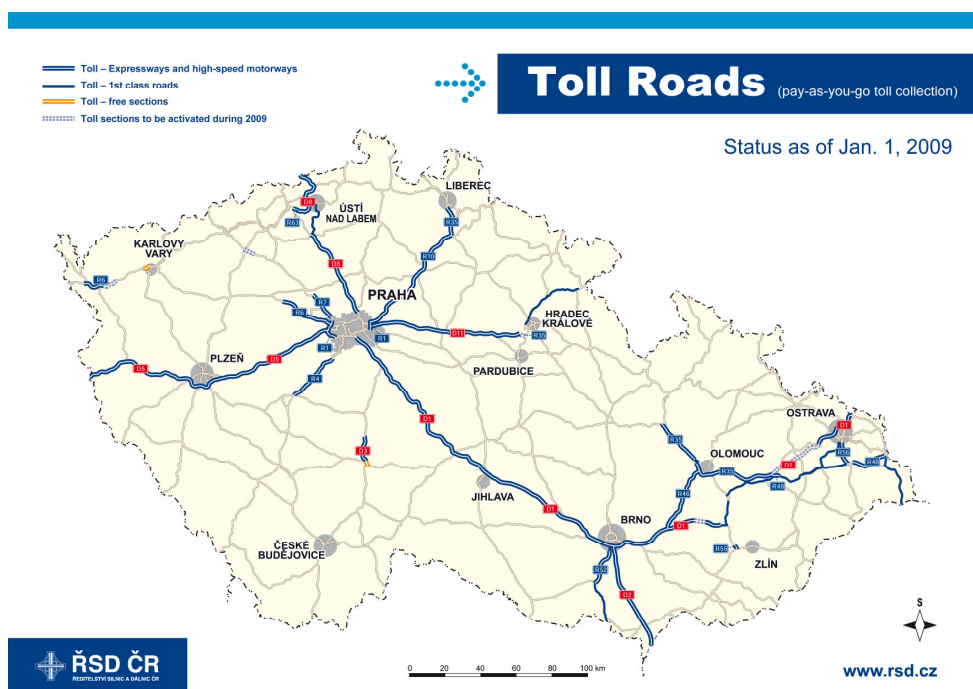 Toll – Expressways and high-speed motorways
Toll – 1st class roads
Toll – free sections
Toll sections to be activated during 2009
Toll Roads (pay-as-you-go toll collection)
Status as of Jan. 1, 2009
LIBEREC
D8
ÚSTÍ
NAD LABEM
R63
R35
KARLOVY
VARY
R10
D8
R6
PRAHA
R7
R6
HRADEC
KRÁLOVÉ
D11
R35
R1
R1
PLZEŇ
D5
D5
PARDUBICE
R4
D1
OSTRAVA
D1
R35
D3
OLOMOUC
R56
R48
R35
D1
R48
JIHLAVA
R46
D1
BRNO
D1
ČESKÉ
BUDĚJOVICE
R55
ZLÍN
R52
D2
S
ŘSD ČR
ŘEDITELSTVÍ SILNIC A DÁLNIC ČR
0 20 40 60 80 100 km
www.rsd.cz